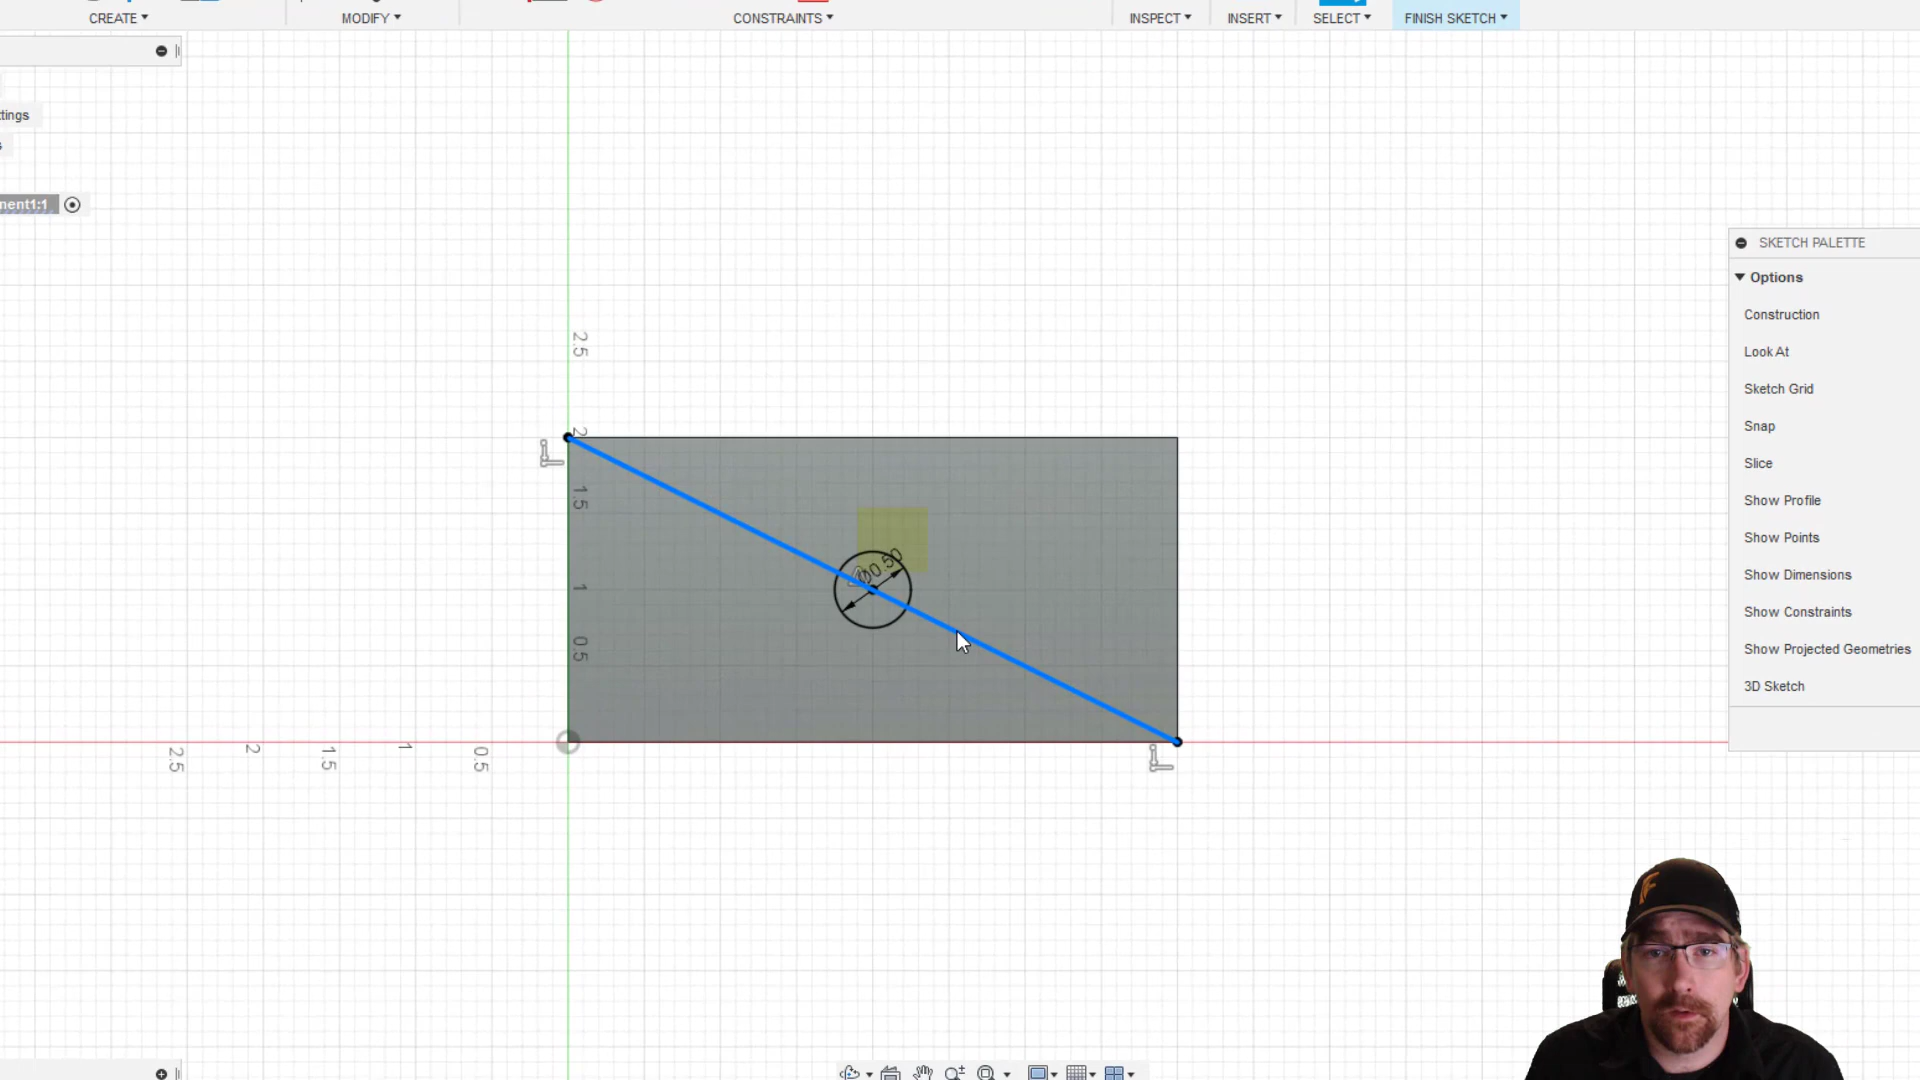 CREATE
MODIFY
CONSTRAINTS
INSPECT
INSERT
SELECT
FINISH SKETCH
tings
s
nent1:1
SKETCH PALETTE
Options
Construction
Look At
Sketch Grid
Snap
Slice
Show Profile
Show Points
Show Dimensions
Show Constraints
Show Projected Geometries
3D Sketch
2.5
2
1.5
1
0.5
Ø0.50
2.5
2
1.5
1
0.5
F